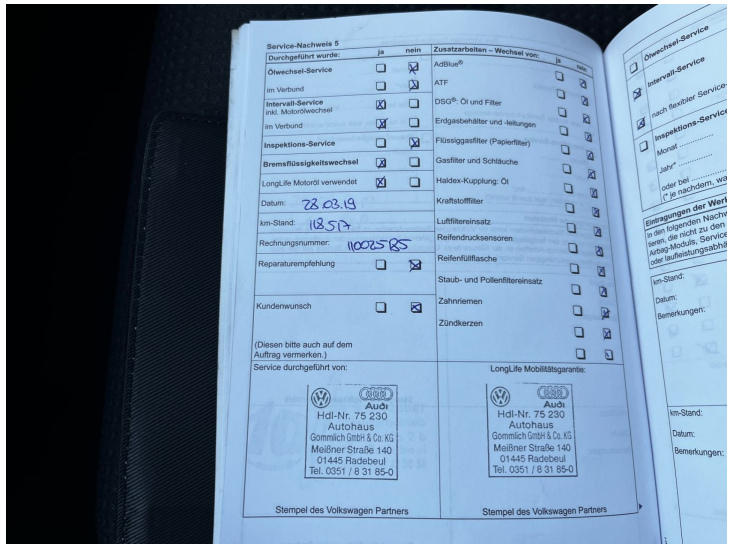 Service-Nachweis 5
Durchgeführt wurde: ja nein
Ölwechsel-Service
im Verbund
Intervall-Service
inkl. Motorölwechsel
im Verbund
Inspektions-Service
Bremsflüssigkeitswechsel
LongLife Motoröl verwendet
Datum: 28.03.19
km-Stand: 118517
Rechnungsnummer: 11002585
Reparaturempfehlung
Kundenwunsch
(Diesen bitte auch auf dem
Auftrag vermerken.)
Zusatzarbeiten – Wechsel von: ja nein
AdBlue®
ATF
DSG®: Öl und Filter
Erdgasbehälter und -leitungen
Flüssiggasfilter (Papierfilter)
Gasfilter und Schläuche
Haldex-Kupplung: Öl
Kraftstofffilter
Luftfiltereinsatz
Reifendrucksensoren
Reifenfüllflasche
Staub- und Pollenfiltereinsatz
Zahnriemen
Zündkerzen
Service durchgeführt von:
Audi
Hdl-Nr. 75 230
Autohaus
Gommlich GmbH & Co. KG
Meißner Straße 140
01445 Radebeul
Tel. 0351 / 8 31 85-0
Stempel des Volkswagen Partners
LongLife Mobilitätsgarantie:
Audi
Hdl-Nr. 75 230
Autohaus
Gommlich GmbH & Co. KG
Meißner Straße 140
01445 Radebeul
Tel. 0351 / 8 31 85-0
Stempel des Volkswagen Partners
Ölwechsel-Service
Intervall-Service
nach flexibler Service-
Inspektions-Service
Monat
Jahr*
oder bei
(* je nachdem, wa
Eintragungen der Wer
In den folgenden Nachw
tieren, die nicht zu den
Airbag-Moduls, Service
oder laufleistungsabhä
km-Stand:
Datum:
Bemerkungen:
km-Stand:
Datum:
Bemerkungen: